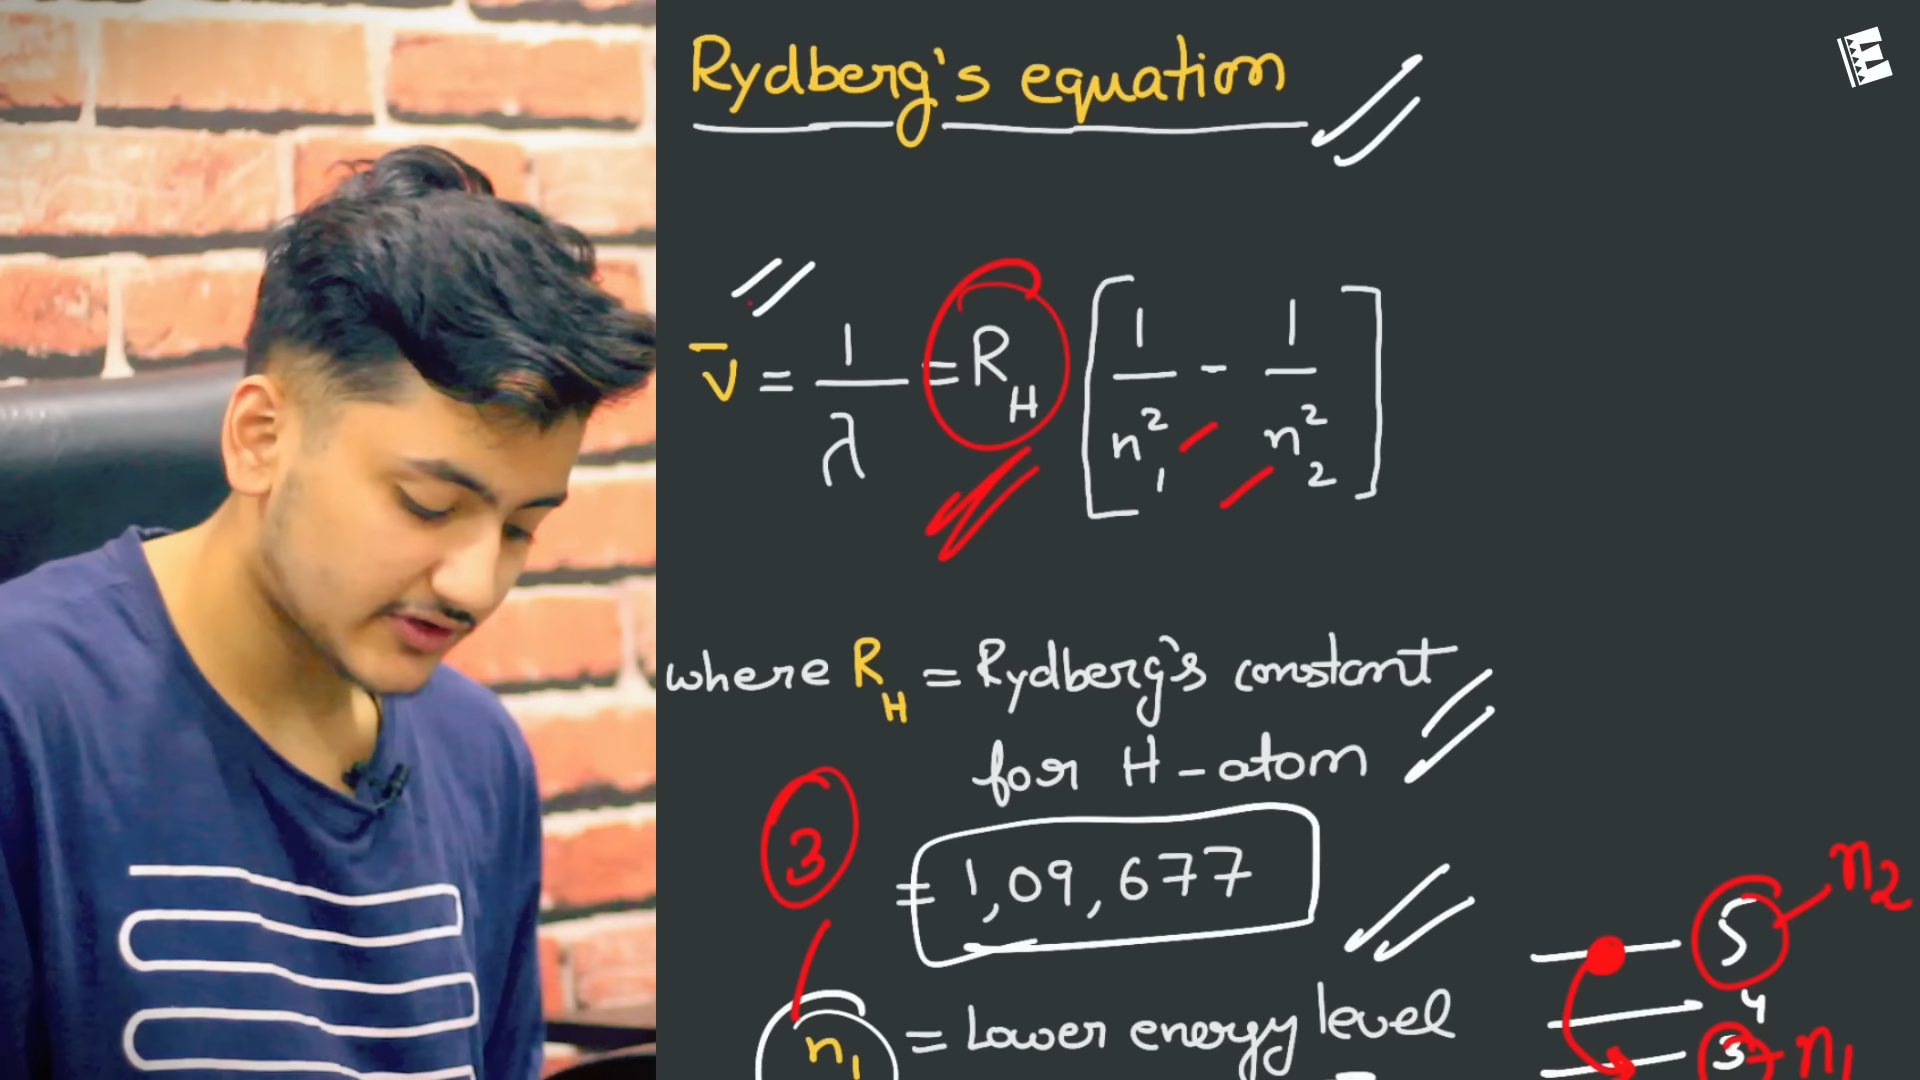 Rydberg's equation
ν̅ = 1/λ = R_H [1/n₁² - 1/n₂²]
where R_H = Rydberg's constant
for H-atom
3
= 1,09,677
n₂
5
4
n₁ = Lower energy level
3 n₁